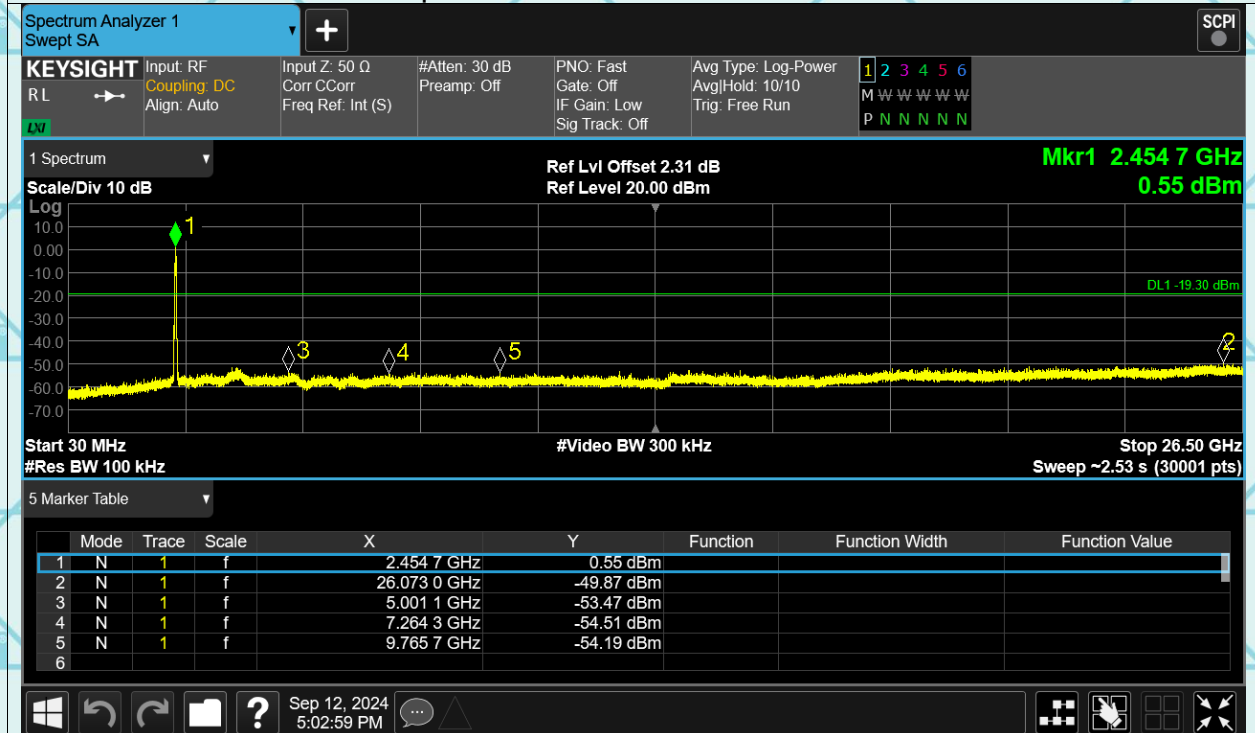 Spectrum Analyzer 1
Swept SA
+
SCPI
KEYSIGHT
RL
LXI
Input: RF
Coupling: DC
Align: Auto
Input Z: 50 Ω
Corr CCorr
Freq Ref: Int (S)
#Atten: 30 dB
Preamp: Off
PNO: Fast
Gate: Off
IF Gain: Low
Sig Track: Off
Avg Type: Log-Power
Avg|Hold: 10/10
Trig: Free Run
1 2 3 4 5 6
M W W W W W
P N N N N N
1 Spectrum
Scale/Div 10 dB
Ref Lvl Offset 2.31 dB
Ref Level 20.00 dBm
Mkr1 2.454 7 GHz
0.55 dBm
Log
10.0
0.00
-10.0
-20.0
-30.0
-40.0
-50.0
-60.0
-70.0
1
3
4
5
2
DL1 -19.30 dBm
Start 30 MHz
#Res BW 100 kHz
#Video BW 300 kHz
Stop 26.50 GHz
Sweep ~2.53 s (30001 pts)
5 Marker Table
Mode Trace Scale X Y Function Function Width Function Value
1 N 1 f 2.454 7 GHz 0.55 dBm
2 N 1 f 26.073 0 GHz -49.87 dBm
3 N 1 f 5.001 1 GHz -53.47 dBm
4 N 1 f 7.264 3 GHz -54.51 dBm
5 N 1 f 9.765 7 GHz -54.19 dBm
6
?
Sep 12, 2024
5:02:59 PM